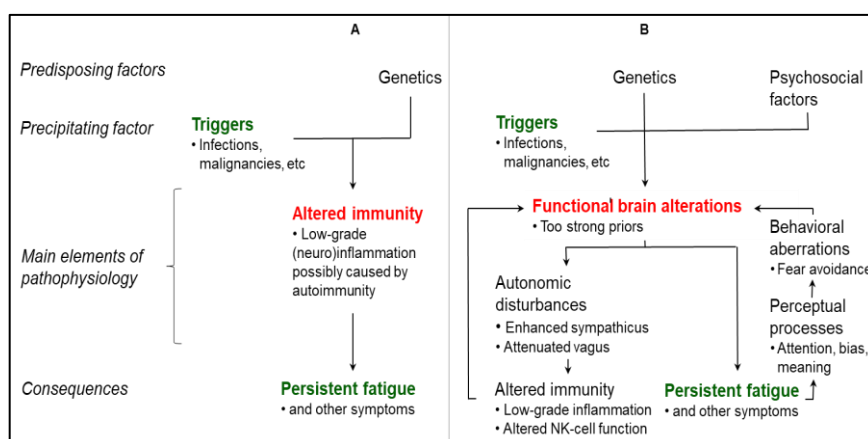 A
B
Predisposing factors
Genetics
Genetics
Psychosocial
factors
Precipitating factor
Triggers
• Infections,
malignancies, etc
Triggers
• Infections,
malignancies, etc
Main elements of
pathophysiology
Altered immunity
• Low-grade
(neuro)inflammation
possibly caused by
autoimmunity
Functional brain alterations
• Too strong priors
Autonomic
disturbances
• Enhanced sympathicus
• Attenuated vagus
Behavioral
aberrations
• Fear avoidance
Perceptual
processes
• Attention, bias,
meaning
Consequences
Persistent fatigue
• and other symptoms
Altered immunity
• Low-grade inflammation
• Altered NK-cell function
Persistent fatigue
• and other symptoms